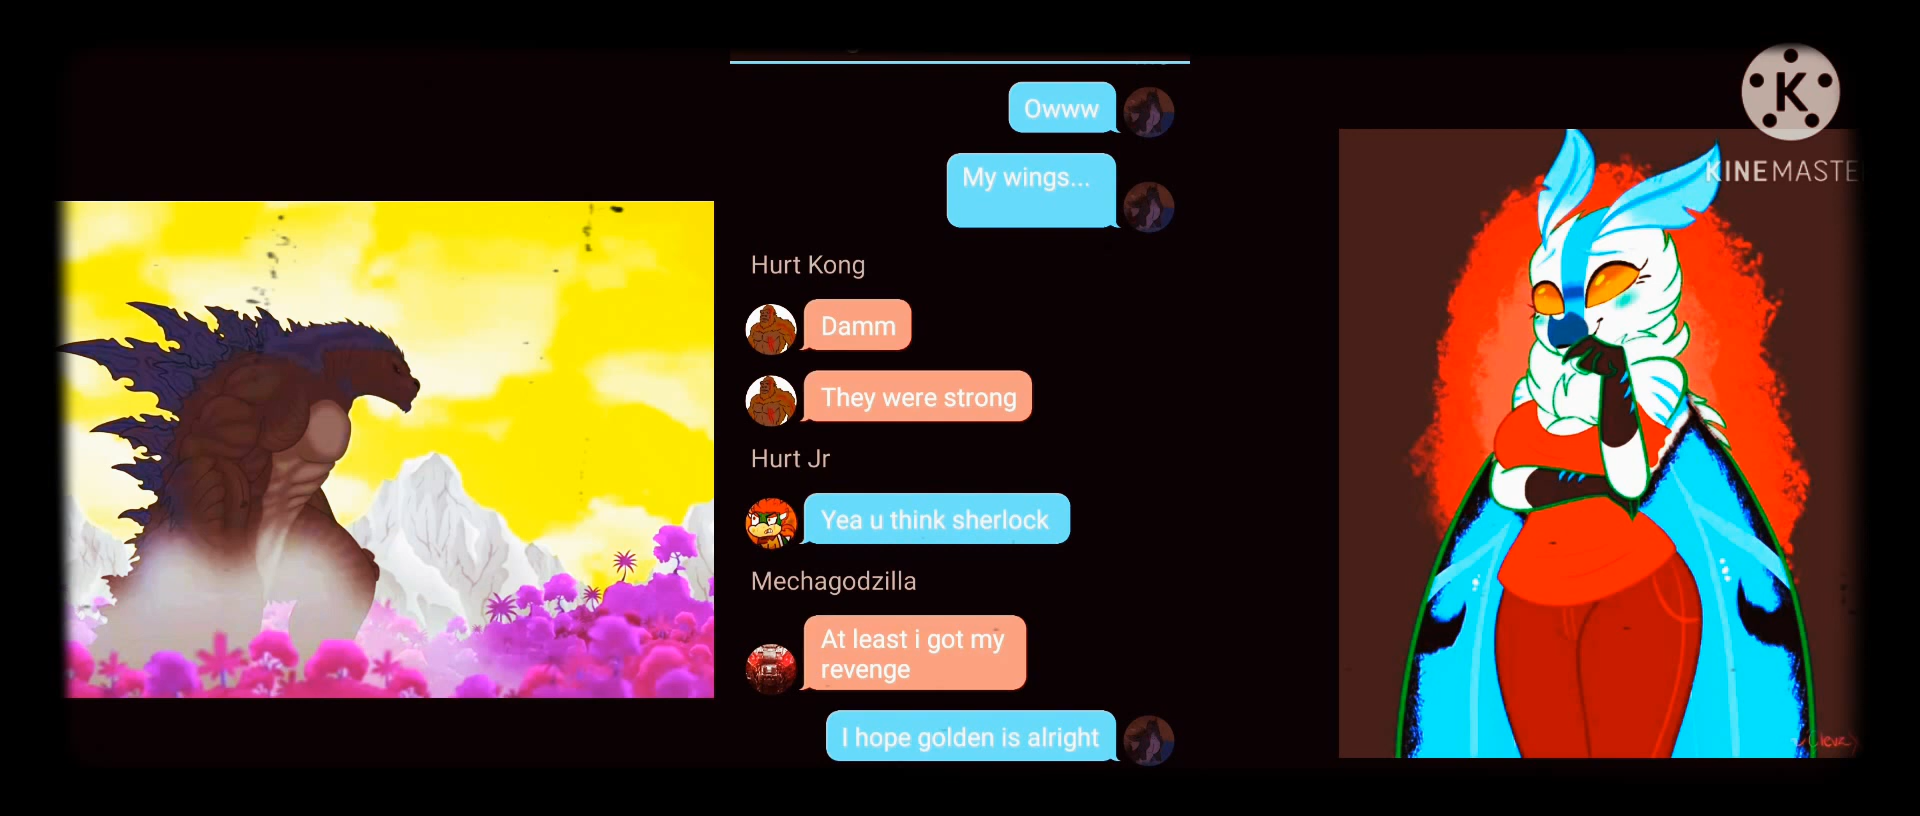 Owww
My wings...
Hurt Kong
Damm
They were strong
Hurt Jr
Yea u think sherlock
Mechagodzilla
At least i got my
revenge
I hope golden is alright
K
KINEMASTE